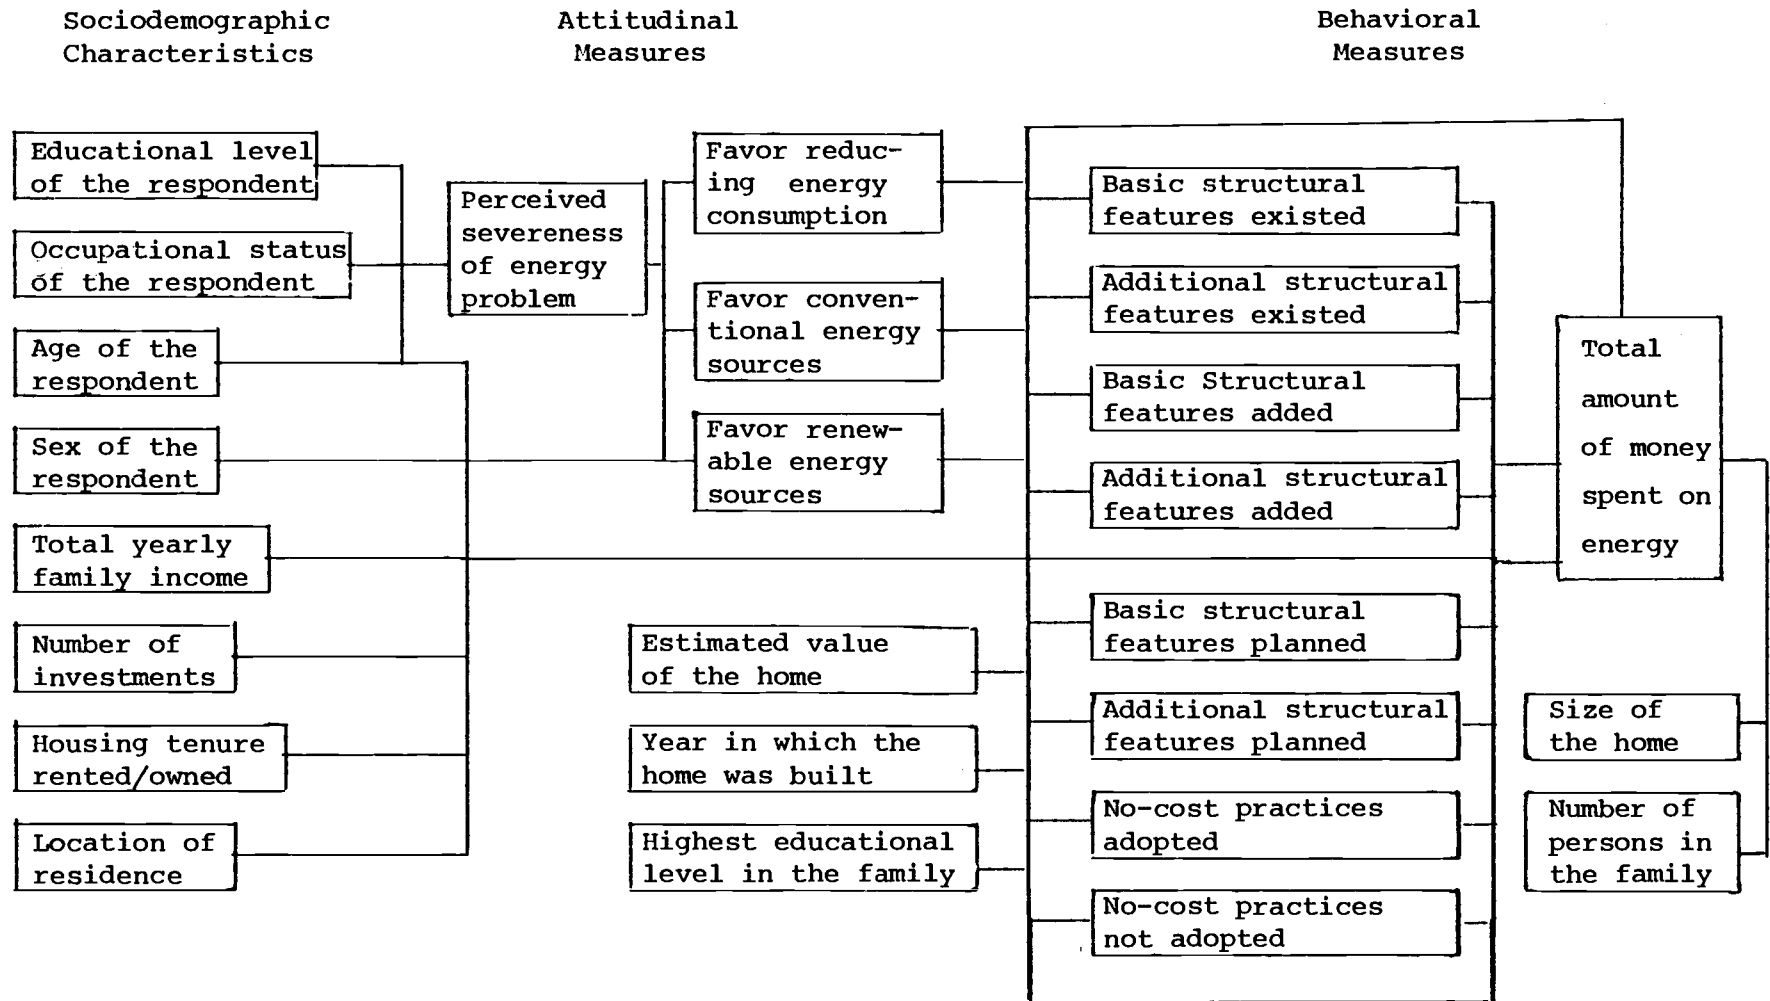 Sociodemographic
Characteristics
Attitudinal
Measures
Behavioral
Measures
Educational level
of the respondent
Occupational status
of the respondent
Age of the
respondent
Sex of the
respondent
Total yearly
family income
Number of
investments
Housing tenure
rented/owned
Location of
residence
Perceived
severeness
of energy
problem
Favor reduc-
ing energy
consumption
Favor conven-
tional energy
sources
Favor renew-
able energy
sources
Estimated value
of the home
Year in which the
home was built
Highest educational
level in the family
Basic structural
features existed
Additional structural
features existed
Basic Structural
features added
Additional structural
features added
Basic structural
features planned
Additional structural
features planned
No-cost practices
adopted
No-cost practices
not adopted
Total
amount
of money
spent on
energy
Size of
the home
Number of
persons in
the family